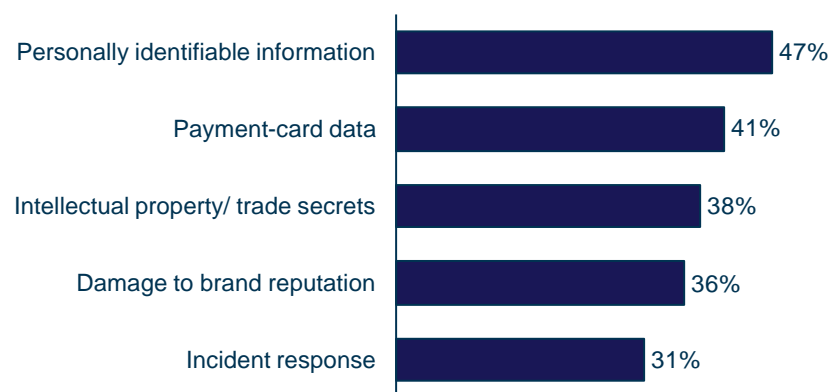 Personally identifiable information 47%
Payment-card data 41%
Intellectual property/ trade secrets 38%
Damage to brand reputation 36%
Incident response 31%